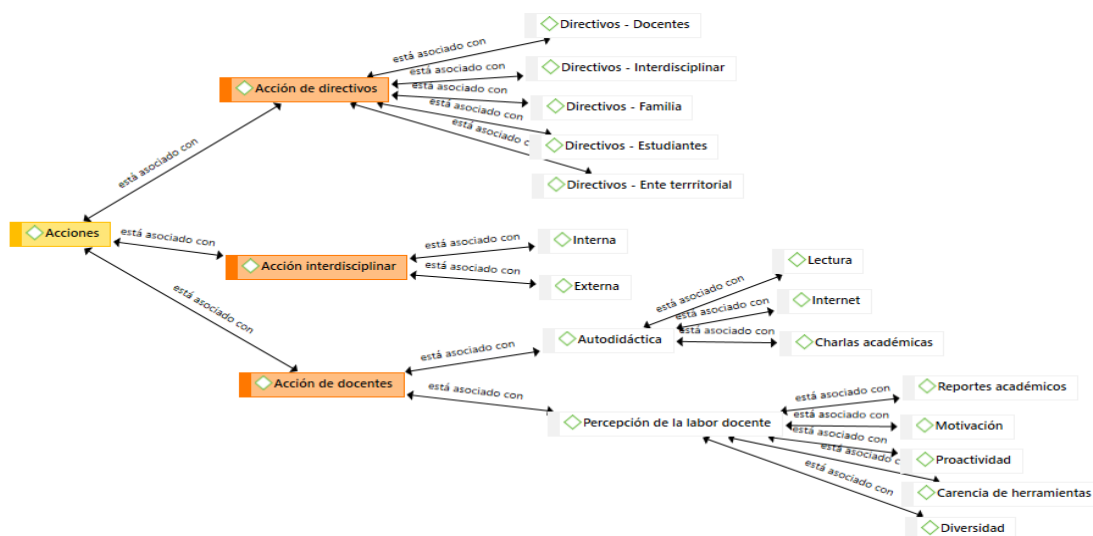 Directivos - Docentes
está asociado con
está asociado con
Directivos - Interdisciplinar
Acción de directivos
está asociado con
Directivos - Familia
está asociado con
Directivos - Estudiantes
está asociado c
Directivos - Ente terrritorial
está asociado con
Acciones
está asociado con
Acción interdisciplinar
está asociado con
Interna
está asociado con
Externa
está asociado con
Acción de docentes
está asociado con
Autodidáctica
está asociado con
Lectura
está asociado con
Internet
está asociado con
Charlas académicas
está asociado con
Percepción de la labor docente
está asociado con
Reportes académicos
está asociado con
Motivación
está asociado con
Proactividad
está asociado c
Carencia de herramientas
está asociado con
Diversidad